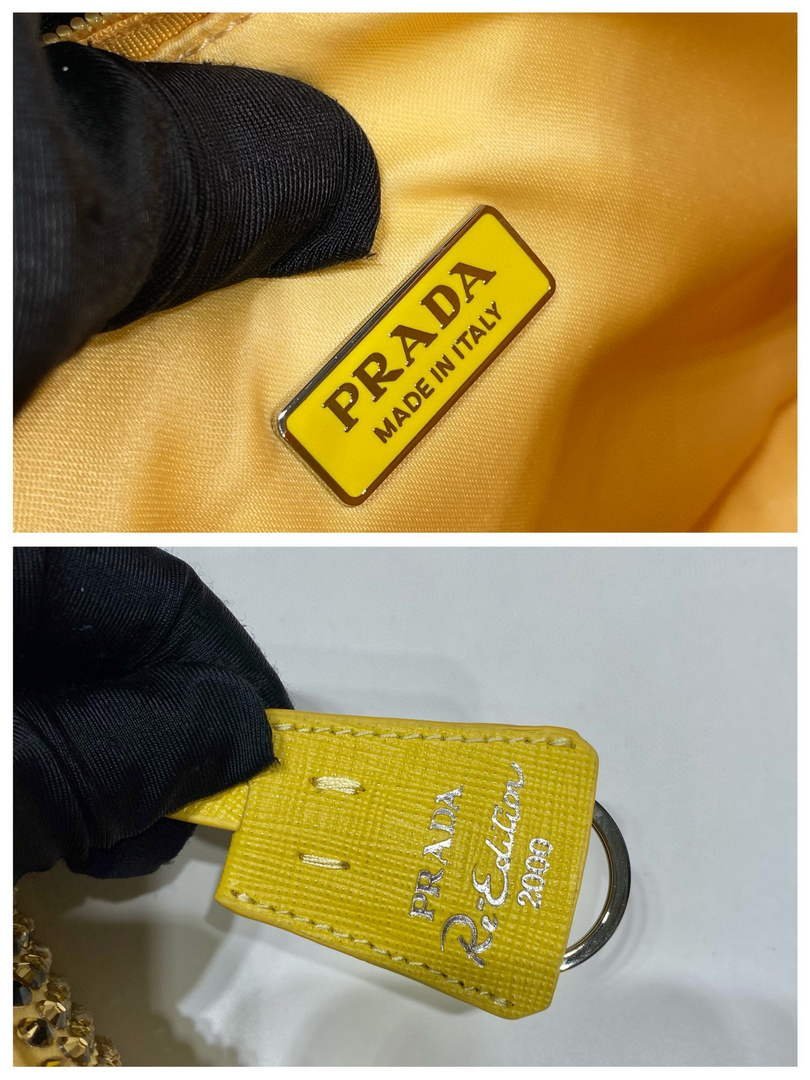 PRADA
MADE IN ITALY
PRADA
Re-Edition
2000